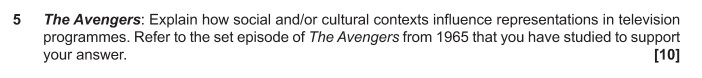 5 The Avengers: Explain how social and/or cultural contexts influence representations in television
programmes. Refer to the set episode of The Avengers from 1965 that you have studied to support
your answer. [10]